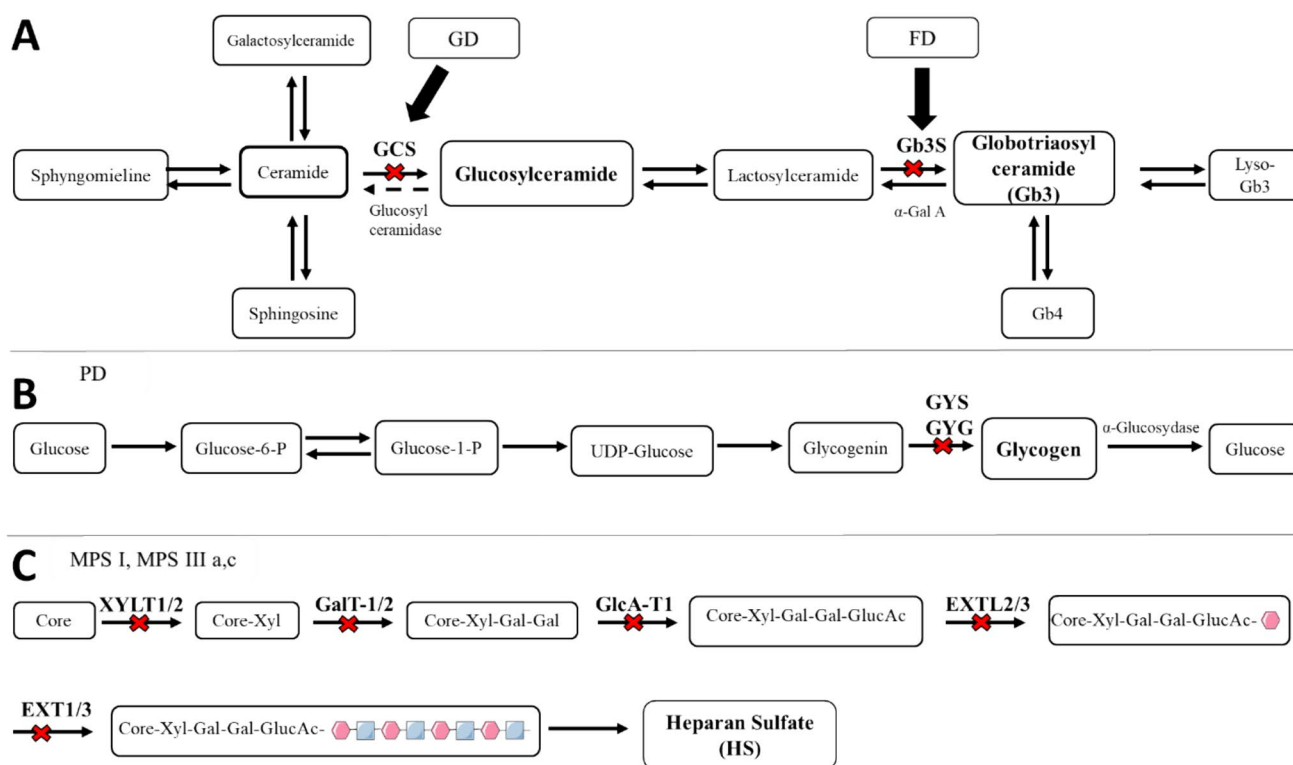 A
Galactosylceramide
GD
FD
Sphyngomieline
Ceramide
GCS
Glucosyl
ceramidase
Glucosylceramide
Lactosylceramide
Gb3S
α-Gal A
Globotriaosyl
ceramide
(Gb3)
Lyso-
Gb3
Sphingosine
Gb4
B
PD
Glucose
Glucose-6-P
Glucose-1-P
UDP-Glucose
Glycogenin
GYS
GYG
Glycogen
α-Glucosydase
Glucose
C
MPS I, MPS III a,c
Core
XYLT1/2
Core-Xyl
GalT-1/2
Core-Xyl-Gal-Gal
GlcA-T1
Core-Xyl-Gal-Gal-GlucAc
EXTL2/3
Core-Xyl-Gal-Gal-GlucAc-
EXT1/3
Core-Xyl-Gal-Gal-GlucAc-
Heparan Sulfate
(HS)